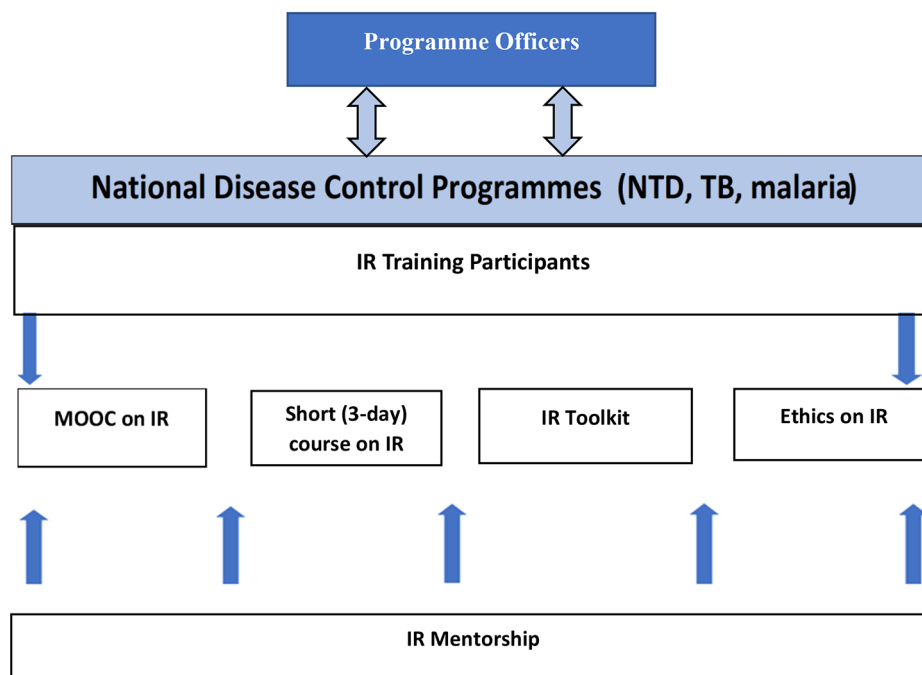 Programme Officers
National Disease Control Programmes (NTD, TB, malaria)
IR Training Participants
MOOC on IR
Short (3-day)
course on IR
IR Toolkit
Ethics on IR
IR Mentorship